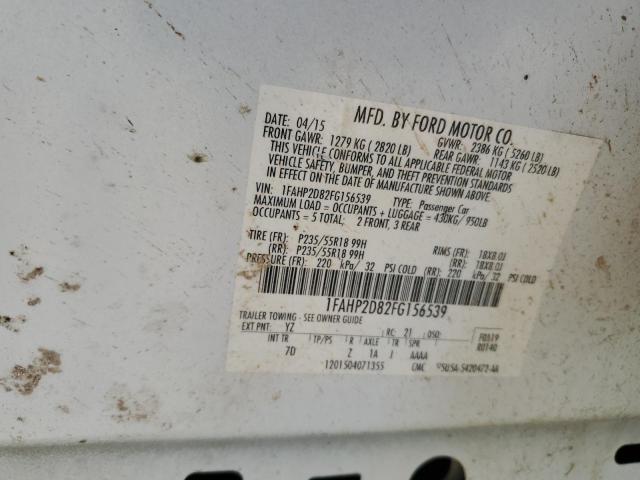 MFD. BY FORD MOTOR CO.
DATE: 04/15 GVWR: 2386 KG (5260 LB)
FRONT GAWR: 1279 KG (2820 LB) REAR GAWR: 1143 KG (2520 LB)
THIS VEHICLE CONFORMS TO ALL APPLICABLE FEDERAL MOTOR
VEHICLE SAFETY, BUMPER, AND THEFT PREVENTION STANDARDS
IN EFFECT ON THE DATE OF MANUFACTURE SHOWN ABOVE.
VIN: 1FAHP2D82FG156539 TYPE: Passenger Car
MAXIMUM LOAD = OCCUPANTS + LUGGAGE = 430KG/950LB
OCCUPANTS = 5 TOTAL: 2 FRONT, 3 REAR
TIRE (FR): P235/55R18 99H RIMS (FR): 18X8.0J
(RR): P235/55R18 99H (RR): 18X8.0J
PRESSURE (FR): 220 kPa/ 32 PSI COLD (RR): 220 kPa/ 32 PSI COLD
1FAHP2D82FG156539
TRAILER TOWING - SEE OWNER GUIDE
EXT PNT: YZ RC: 21 DSO: F0519
INT TR TP/PS R AXLE TR SPR R0140
7D Z 1A J AAAA
1201504071355 CMC